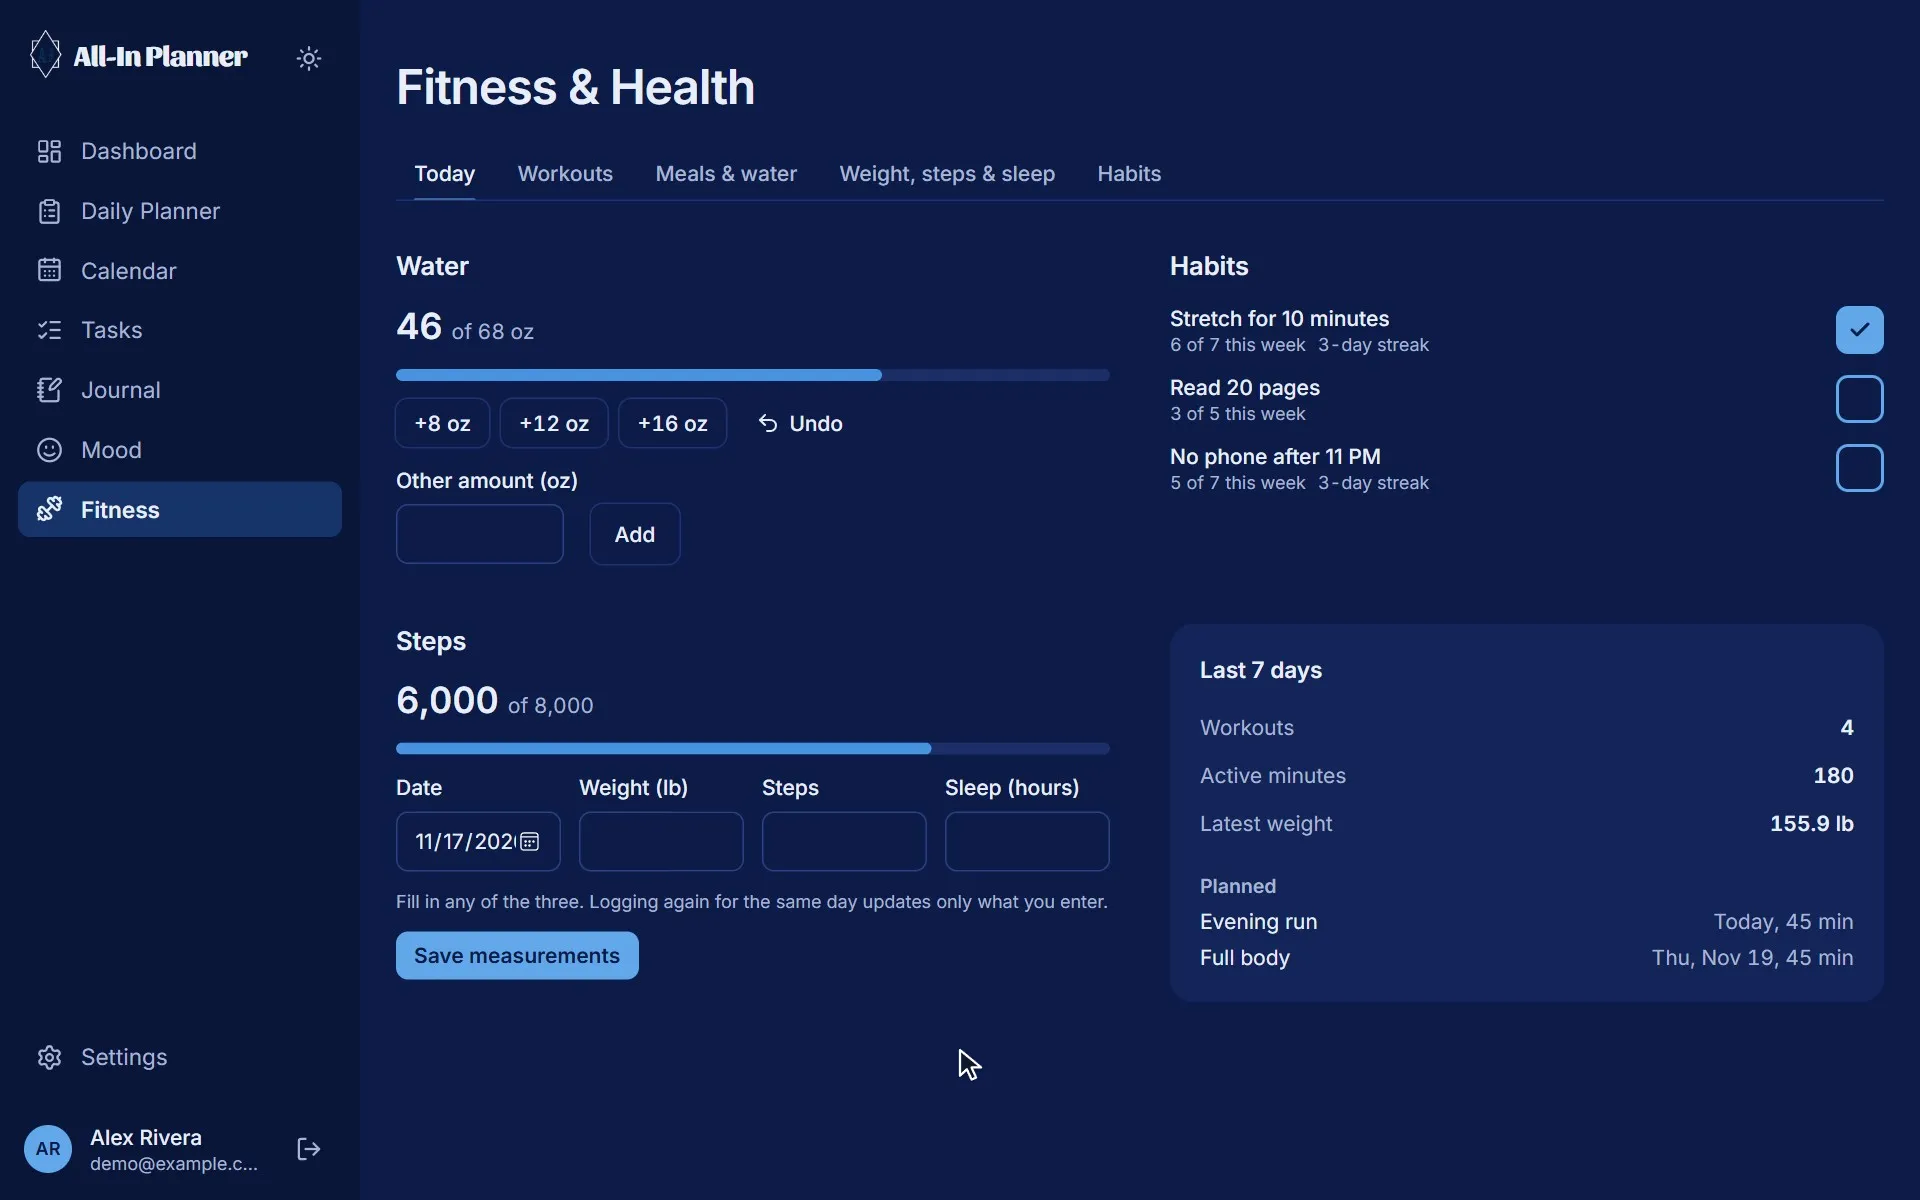 All-In Planner
Dashboard
Daily Planner
Calendar
Tasks
Journal
Mood
Fitness
Settings
AR
Alex Rivera
demo@example.c...
Fitness & Health
Today Workouts Meals & water Weight, steps & sleep Habits
Water
46 of 68 oz
+8 oz +12 oz +16 oz Undo
Other amount (oz)
Add
Habits
Stretch for 10 minutes
6 of 7 this week 3-day streak
Read 20 pages
3 of 5 this week
No phone after 11 PM
5 of 7 this week 3-day streak
Steps
6,000 of 8,000
Date Weight (lb) Steps Sleep (hours)
11/17/202
Fill in any of the three. Logging again for the same day updates only what you enter.
Save measurements
Last 7 days
Workouts 4
Active minutes 180
Latest weight 155.9 lb
Planned
Evening run Today, 45 min
Full body Thu, Nov 19, 45 min